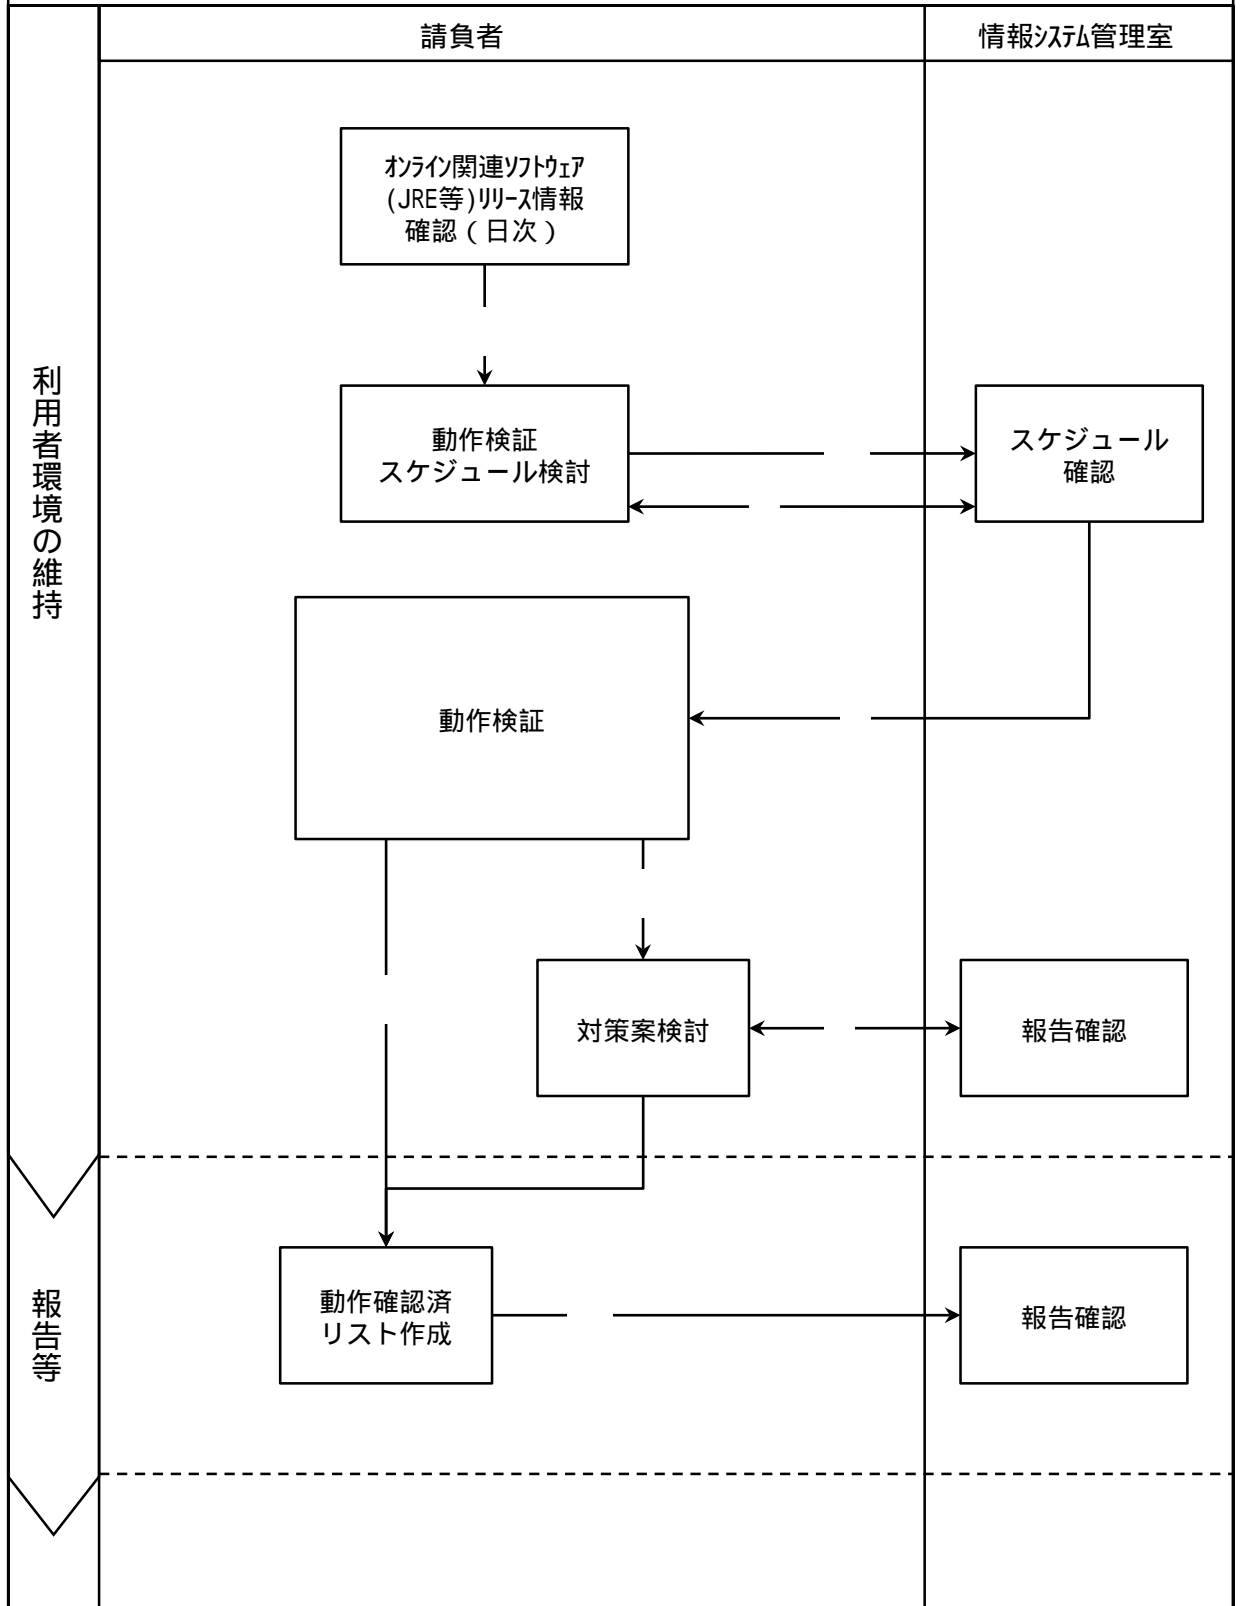 請負者
情報ｼｽﾃﾑ管理室
利用者環境の維持
ｵﾝﾗｲﾝ関連ｿﾌﾄｳｪｱ
(JRE等)ﾘﾘｰｽ情報
確認（日次）
動作検証
スケジュール検討
スケジュール
確認
動作検証
対策案検討
報告確認
報告等
動作確認済
リスト作成
報告確認